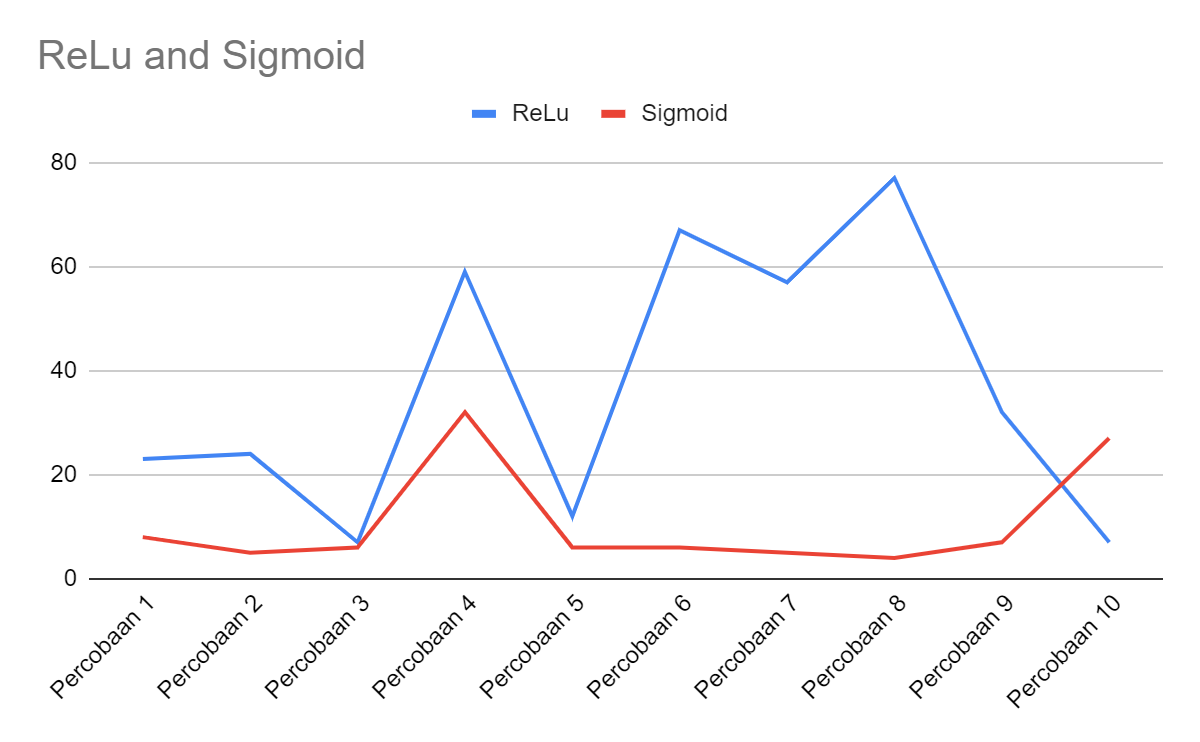 ReLu and Sigmoid
ReLu Sigmoid
80
60
40
20
0
Percobaan 1
Percobaan 2
Percobaan 3
Percobaan 4
Percobaan 5
Percobaan 6
Percobaan 7
Percobaan 8
Percobaan 9
Percobaan 10